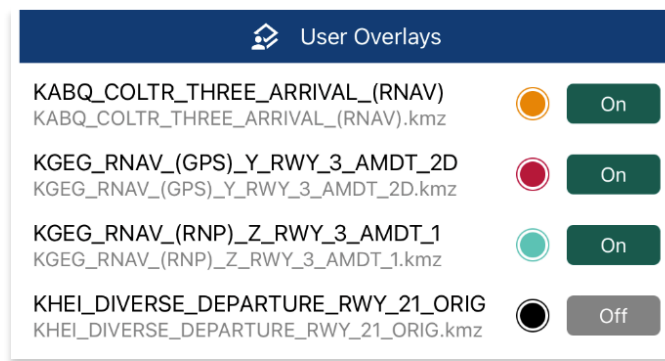 User Overlays
KABQ_COLTR_THREE_ARRIVAL_(RNAV)
KABQ_COLTR_THREE_ARRIVAL_(RNAV).kmz
On
KGEG_RNAV_(GPS)_Y_RWY_3_AMDT_2D
KGEG_RNAV_(GPS)_Y_RWY_3_AMDT_2D.kmz
On
KGEG_RNAV_(RNP)_Z_RWY_3_AMDT_1
KGEG_RNAV_(RNP)_Z_RWY_3_AMDT_1.kmz
On
KHEI_DIVERSE_DEPARTURE_RWY_21_ORIG
KHEI_DIVERSE_DEPARTURE_RWY_21_ORIG.kmz
Off